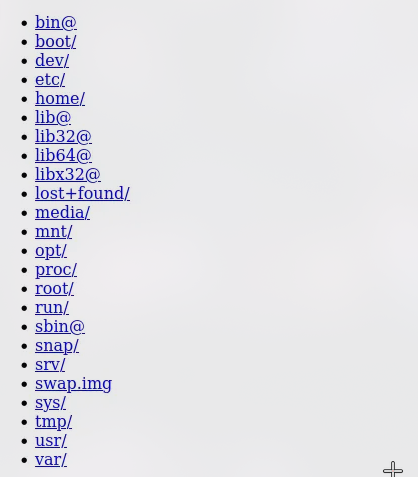 bin@
boot/
dev/
etc/
home/
lib@
lib32@
lib64@
libx32@
lost+found/
media/
mnt/
opt/
proc/
root/
run/
sbin@
snap/
srv/
swap.img
sys/
tmp/
usr/
var/